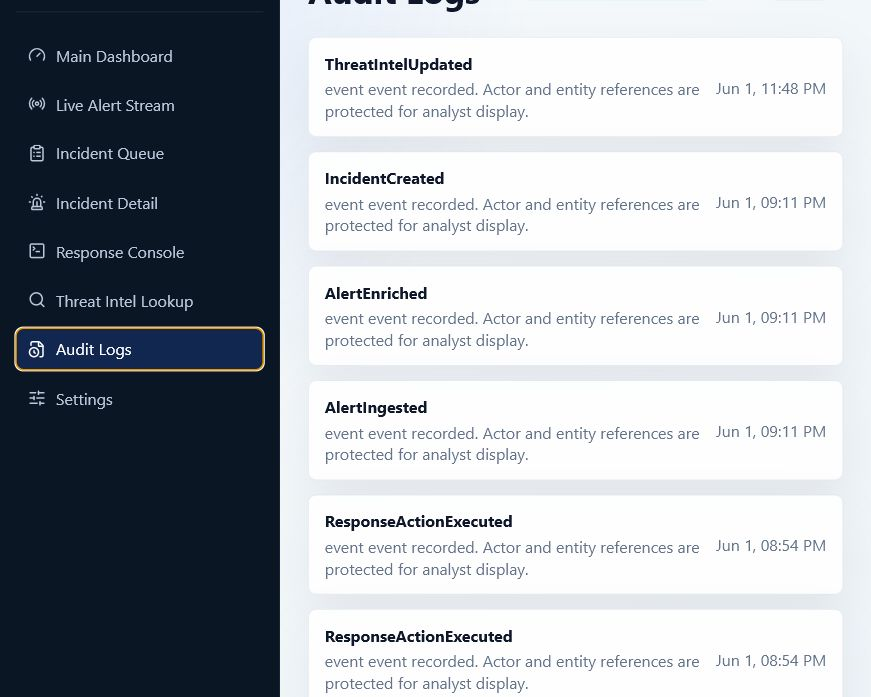 Main Dashboard
Live Alert Stream
Incident Queue
Incident Detail
Response Console
Threat Intel Lookup
Audit Logs
Settings
Audit Logs
ThreatIntelUpdated
event event recorded. Actor and entity references are
protected for analyst display.
Jun 1, 11:48 PM
IncidentCreated
event event recorded. Actor and entity references are
protected for analyst display.
Jun 1, 09:11 PM
AlertEnriched
event event recorded. Actor and entity references are
protected for analyst display.
Jun 1, 09:11 PM
AlertIngested
event event recorded. Actor and entity references are
protected for analyst display.
Jun 1, 09:11 PM
ResponseActionExecuted
event event recorded. Actor and entity references are
protected for analyst display.
Jun 1, 08:54 PM
ResponseActionExecuted
event event recorded. Actor and entity references are
protected for analyst display.
Jun 1, 08:54 PM